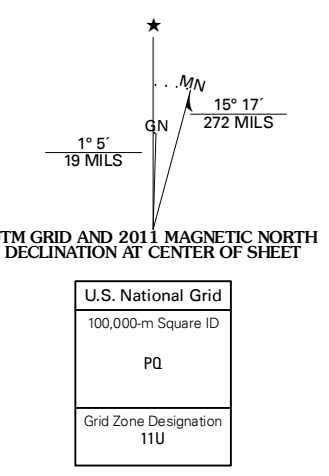 ★
MN
15° 17´
272 MILS
GN
1° 5´
19 MILS
UTM GRID AND 2011 MAGNETIC NORTH
DECLINATION AT CENTER OF SHEET
U.S. National Grid
100,000-m Square ID
PQ
Grid Zone Designation
11U